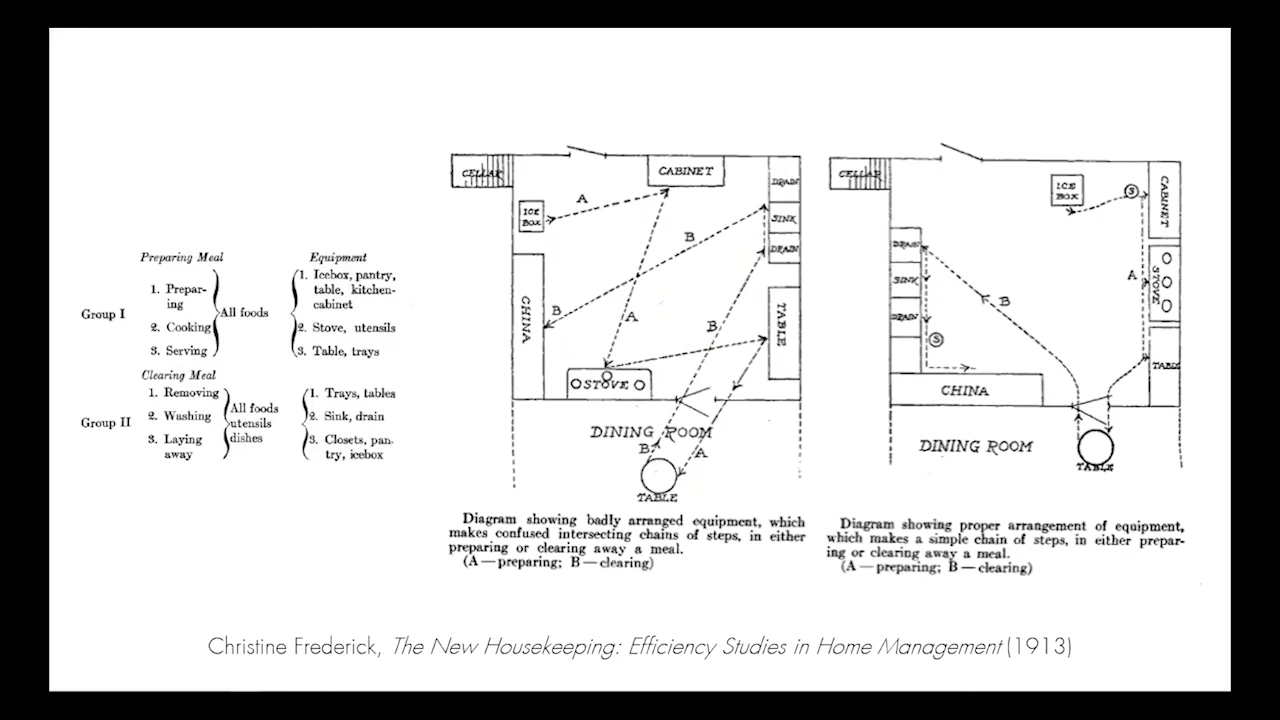 Preparing Meal
Equipment
Group I
1. Prepar-
ing
2. Cooking
3. Serving
All foods
1. Icebox, pantry,
table, kitchen-
cabinet
2. Stove, utensils
3. Table, trays
Clearing Meal
Group II
1. Removing
2. Washing
3. Laying
away
All foods
utensils
dishes
1. Trays, tables
2. Sink, drain
3. Closets, pan-
try, icebox
CELLAR
CABINET
ICE
BOX
A
DRAIN
SINK
DRAIN
B
CHINA
B
A
B
TABLE
STOVE
DINING ROOM
B
A
TABLE
Diagram showing badly arranged equipment, which
makes confused intersecting chains of steps, in either
preparing or clearing away a meal.
(A—preparing; B—clearing)
CELLAR
ICE
BOX
S
CABINET
DRAIN
SINK
DRAIN
A
STOVE
B
S
TABLE
CHINA
DINING ROOM
TABLE
Diagram showing proper arrangement of equipment,
which makes a simple chain of steps, in either prepar-
ing or clearing away a meal.
(A—preparing; B—clearing)
Christine Frederick, The New Housekeeping: Efficiency Studies in Home Management (1913)